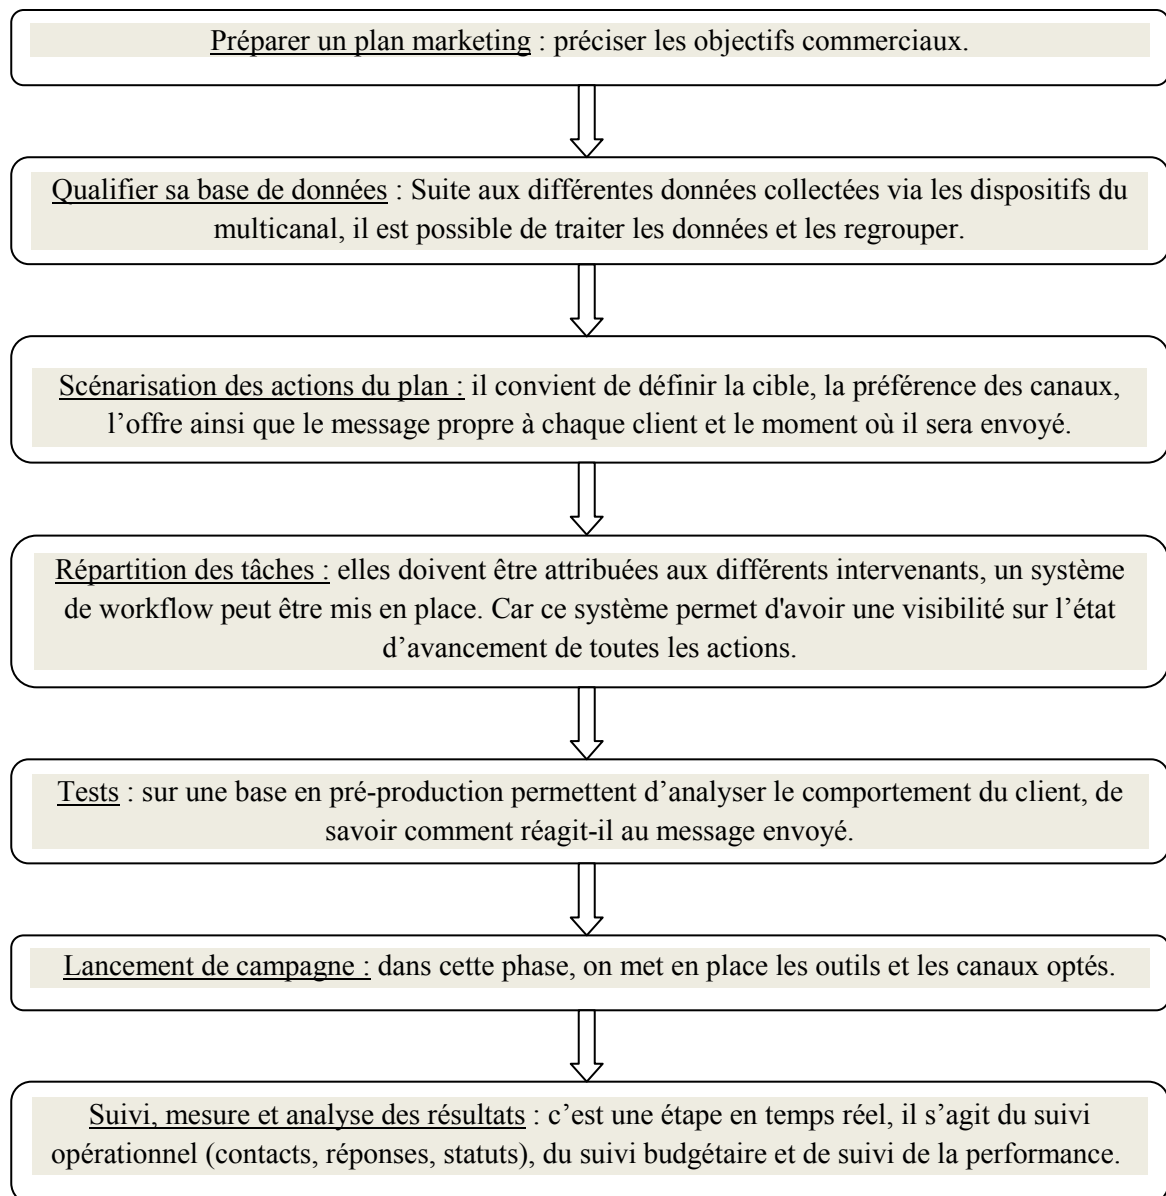 Préparer un plan marketing : préciser les objectifs commerciaux.
Qualifier sa base de données : Suite aux différentes données collectées via les dispositifs du
multicanal, il est possible de traiter les données et les regrouper.
Scénarisation des actions du plan : il convient de définir la cible, la préférence des canaux,
l’offre ainsi que le message propre à chaque client et le moment où il sera envoyé.
Répartition des tâches : elles doivent être attribuées aux différents intervenants, un système
de workflow peut être mis en place. Car ce système permet d'avoir une visibilité sur l’état
d’avancement de toutes les actions.
Tests : sur une base en pré-production permettent d’analyser le comportement du client, de
savoir comment réagit-il au message envoyé.
Lancement de campagne : dans cette phase, on met en place les outils et les canaux optés.
Suivi, mesure et analyse des résultats : c’est une étape en temps réel, il s’agit du suivi
opérationnel (contacts, réponses, statuts), du suivi budgétaire et de suivi de la performance.